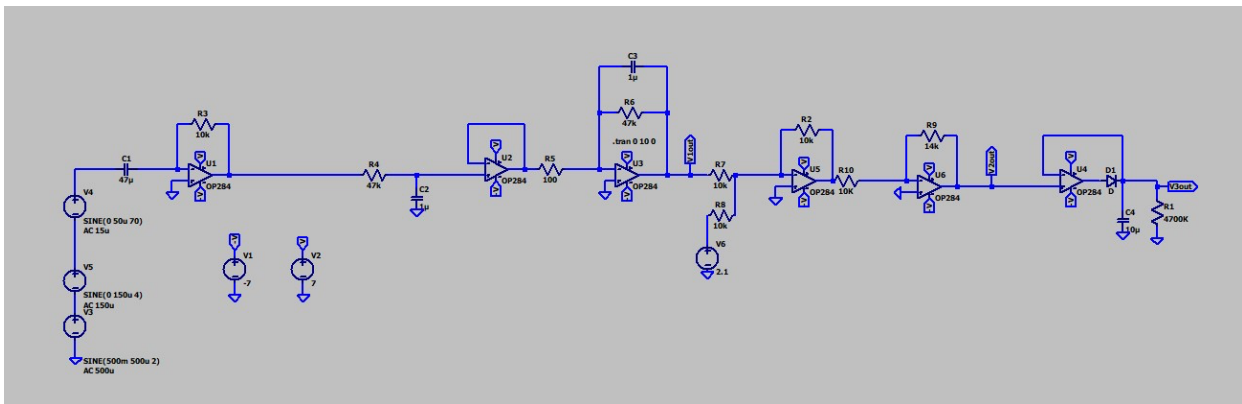 C3
1µ
R6
47k
.tran 0 10 0
R3
10k
R2
10k
R9
14k
C1
47µ
U1
OP284
V
-V
R4
47k
C2
1µ
U2
OP284
V
-V
R5
100
U3
OP284
V
-V
V1out
R7
10k
R8
10k
V6
2.1
U5
OP284
V
-V
R10
10K
U6
OP284
V
-V
V2out
U4
OP284
V
-V
D1
D
C4
10µ
V3out
R1
4700K
V4
SINE(0 50u 70)
AC 15u
V5
SINE(0 150u 4)
AC 150u
V3
SINE(500m 500u 2)
AC 500u
-V
V1
-7
V
V2
7